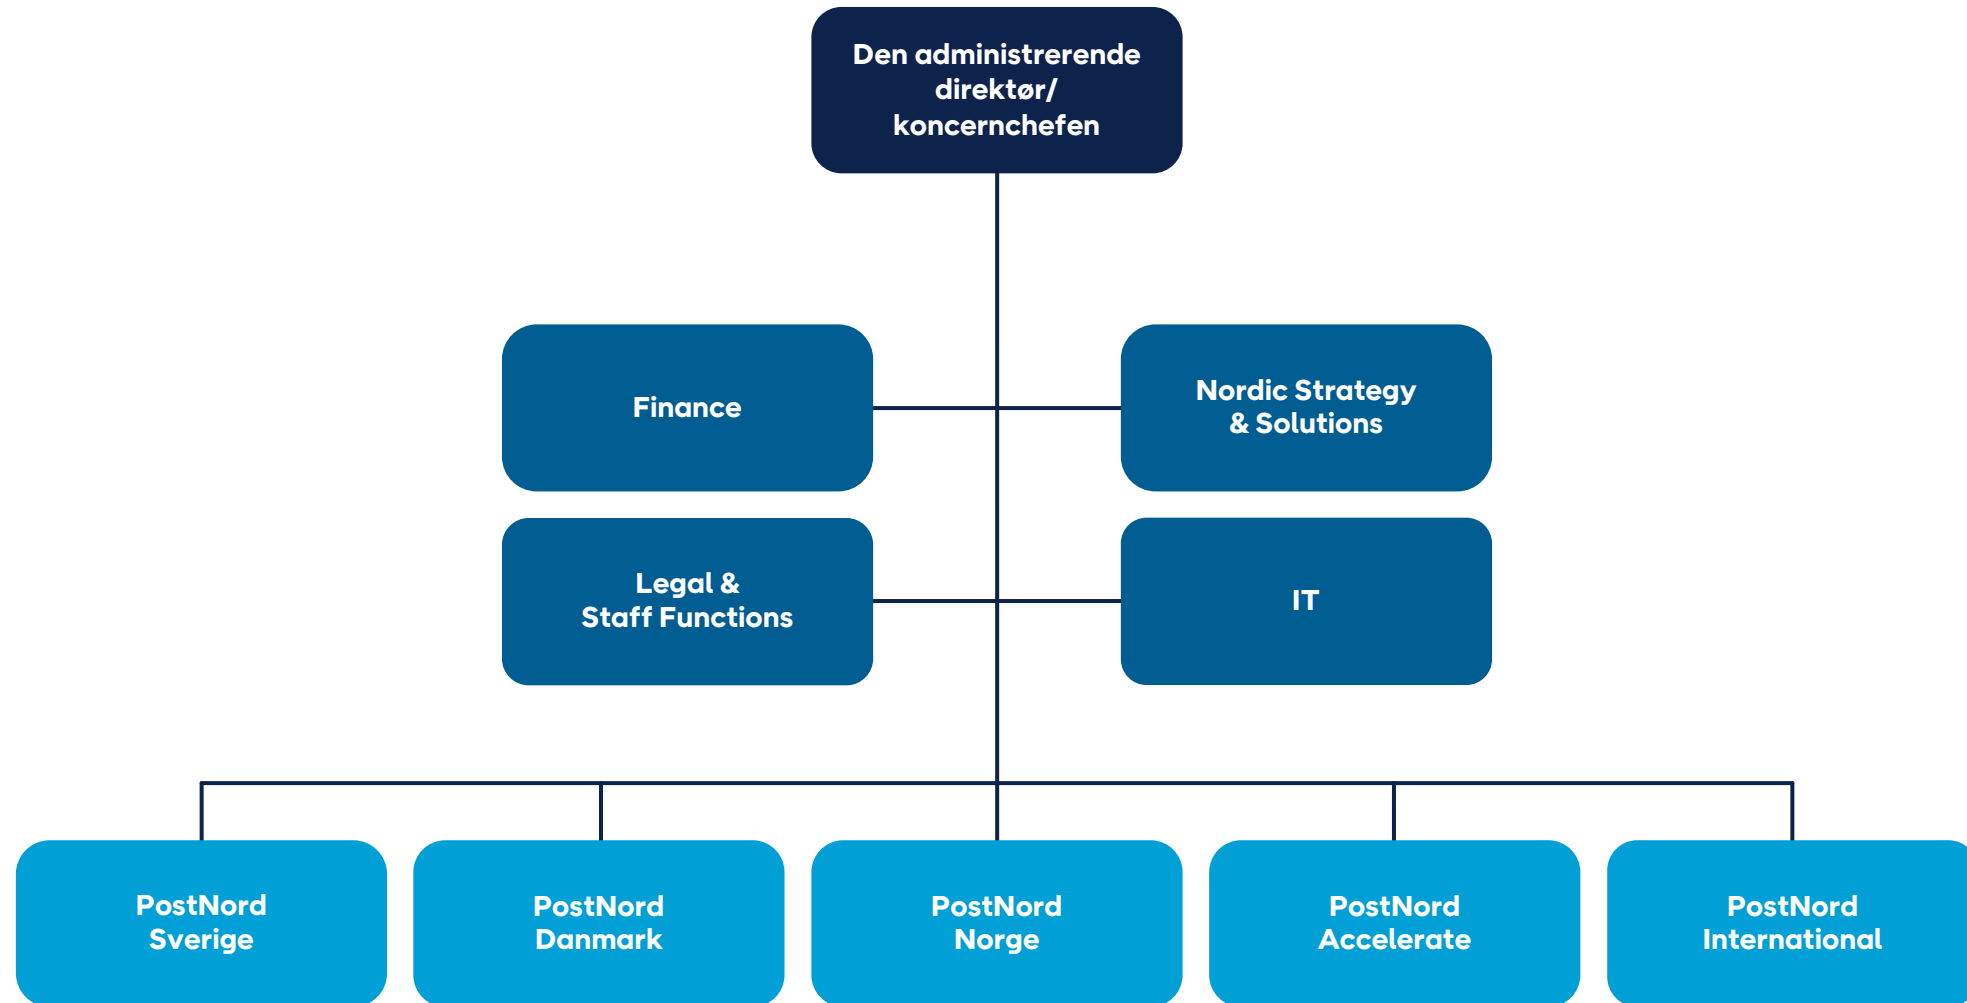 Den administrerende
direktør/
koncernchefen
Finance
Nordic Strategy
& Solutions
Legal &
Staff Functions
IT
PostNord
Sverige
PostNord
Danmark
PostNord
Norge
PostNord
Accelerate
PostNord
International